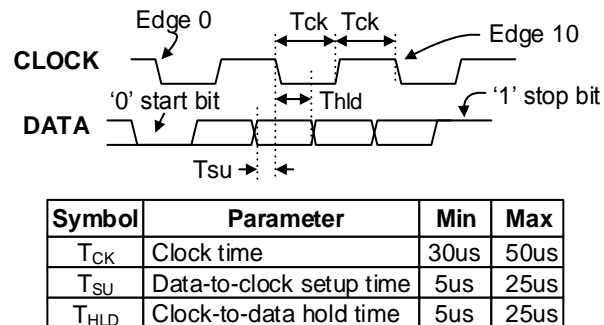 Edge 0
Tck Tck
Edge 10
CLOCK
'0' start bit
Thld
'1' stop bit
DATA
Tsu
Symbol Parameter Min Max
TCK Clock time 30us 50us
TSU Data-to-clock setup time 5us 25us
THLD Clock-to-data hold time 5us 25us